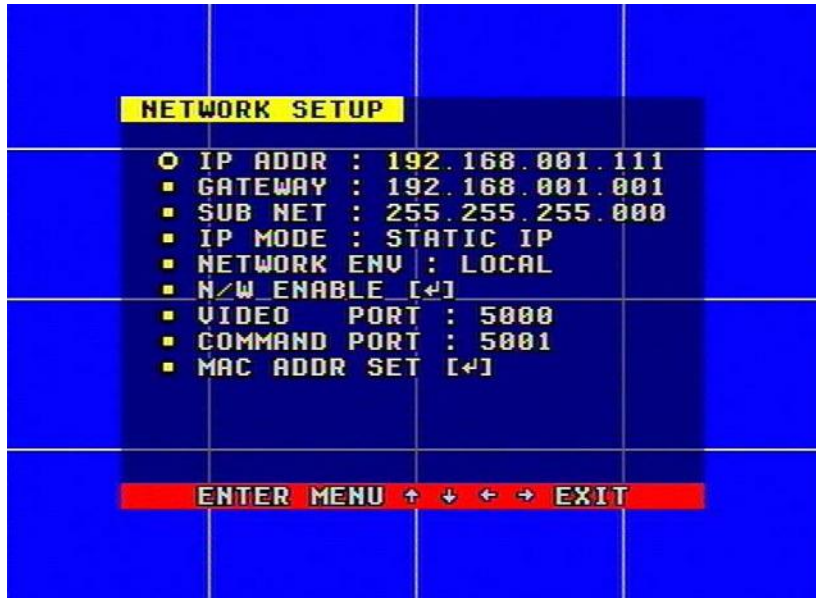 NETWORK SETUP
IP ADDR : 192.168.001.111
GATEWAY : 192.168.001.001
SUB NET : 255.255.255.000
IP MODE : STATIC IP
NETWORK ENV : LOCAL
N/W ENABLE [↵]
VIDEO PORT : 5000
COMMAND PORT : 5001
MAC ADDR SET [↵]
ENTER MENU ↑ ↓ ← → EXIT